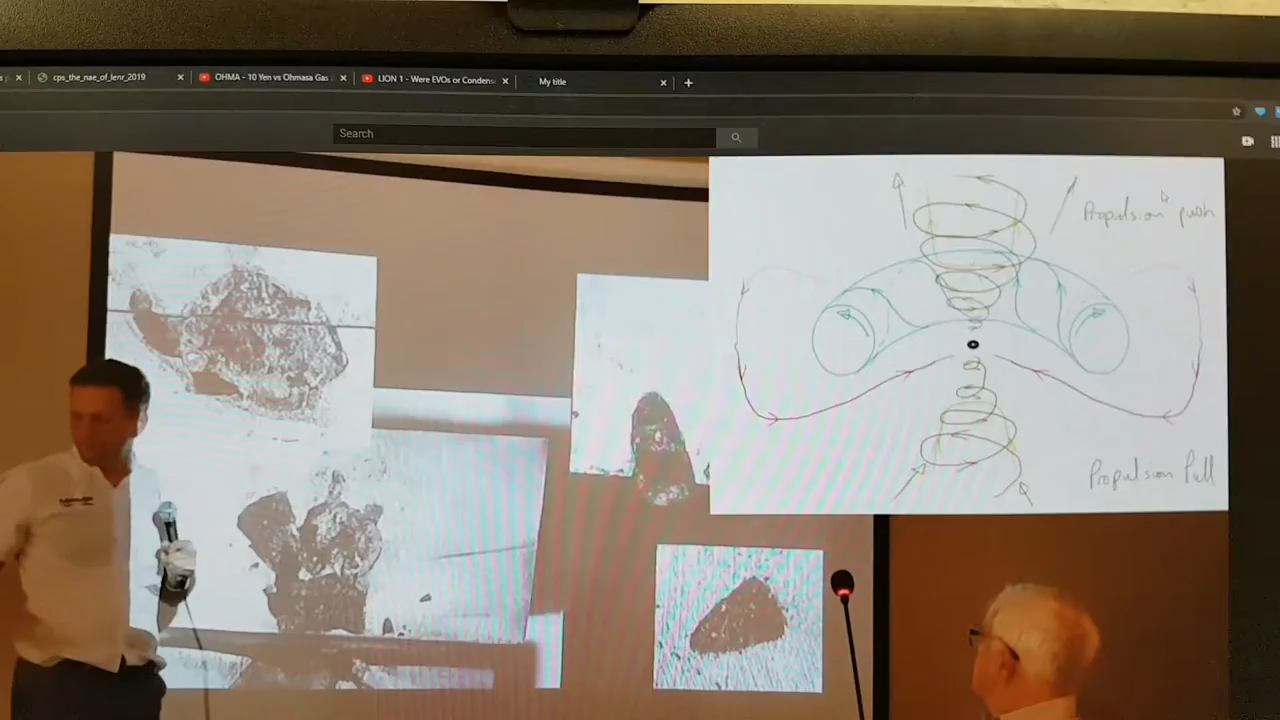 cps_the_nae_of_lenr_2019
OHMA - 10 Yen vs Ohmasa Gas
LION 1 - Were EVOs or Condens
My title
Search
Propulsion push
Propulsion Pull